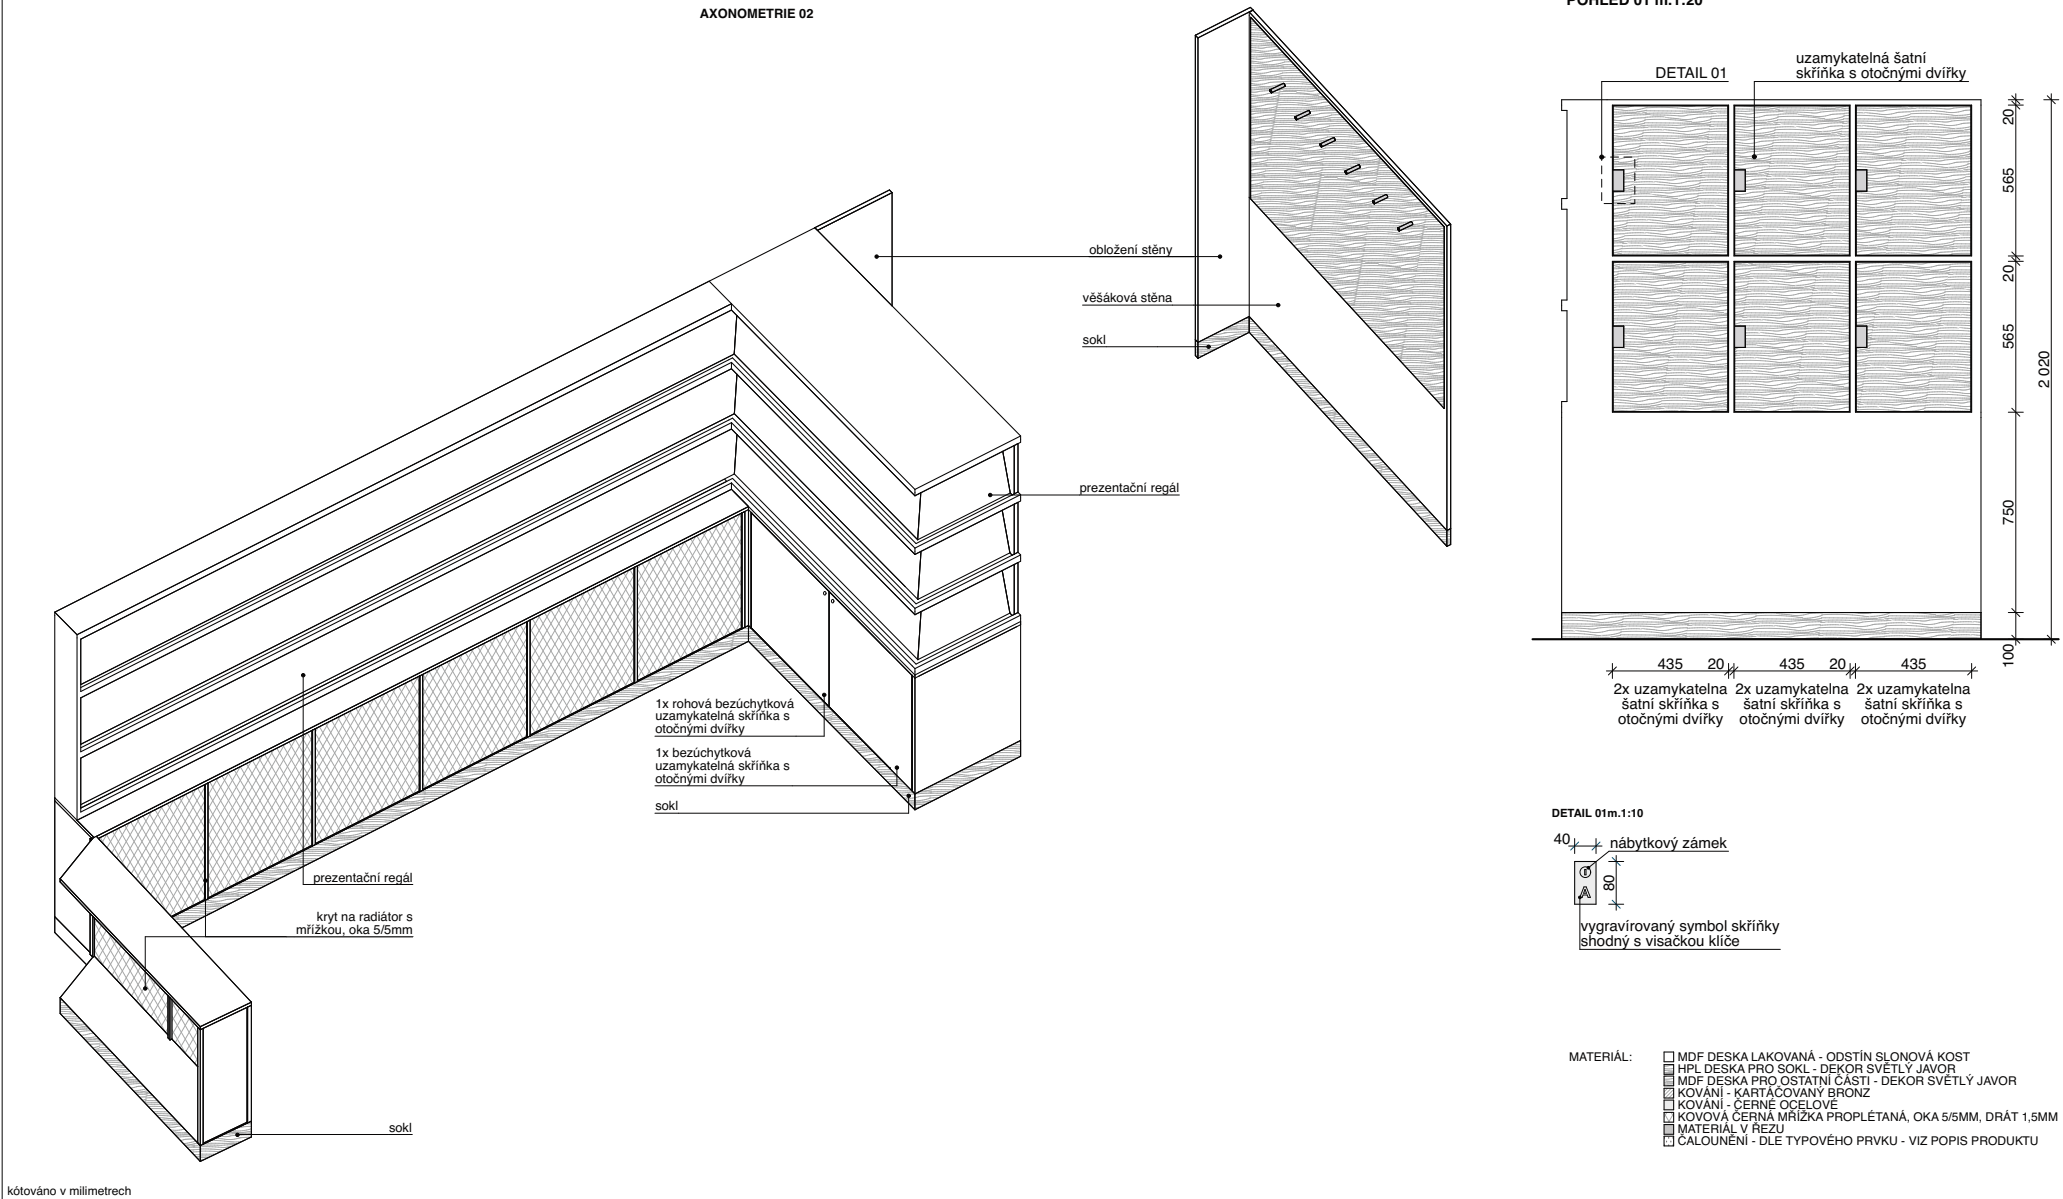 AXONOMETRIE 02
POHLED 01 m.1:20
DETAIL 01
uzamykatelná šatní
skříňka s otočnými dvířky
20
565
20
565
2 020
750
100
435 20 435 20 435
2x uzamykatelna
šatní skříňka s
otočnými dvířky
2x uzamykatelna
šatní skříňka s
otočnými dvířky
2x uzamykatelna
šatní skříňka s
otočnými dvířky
obložení stěny
věšáková stěna
sokl
prezentační regál
1x rohová bezúchytková
uzamykatelná skříňka s
otočnými dvířky
1x bezúchytková
uzamykatelná skříňka s
otočnými dvířky
sokl
prezentační regál
kryt na radiátor s
mřížkou, oka 5/5mm
sokl
DETAIL 01m.1:10
40
nábytkový zámek
80
A
vygravírovaný symbol skříňky
shodný s visačkou klíče
MATERIÁL:
MDF DESKA LAKOVANÁ - ODSTÍN SLONOVÁ KOST
HPL DESKA PRO SOKL - DEKOR SVĚTLÝ JAVOR
MDF DESKA PRO OSTATNÍ ČÁSTI - DEKOR SVĚTLÝ JAVOR
KOVÁNÍ - KARTÁČOVANÝ BRONZ
KOVÁNÍ - ČERNÉ OCELOVÉ
KOVOVÁ ČERNÁ MŘÍŽKA PROPLÉTANÁ, OKA 5/5MM, DRÁT 1,5MM
MATERIÁL V ŘEZU
ČALOUNĚNÍ - DLE TYPOVÉHO PRVKU - VIZ POPIS PRODUKTU
kótováno v milimetrech